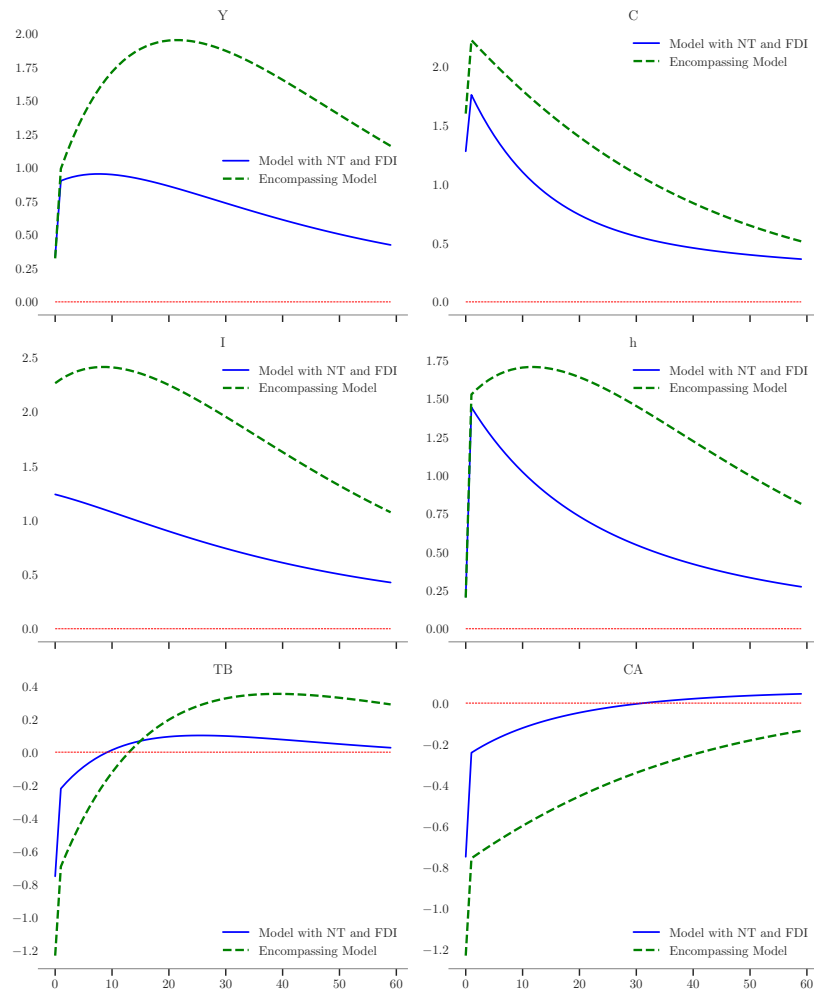 Y
2.00
1.75
1.50
1.25
1.00
0.75
0.50
0.25
0.00
Model with NT and FDI
Encompassing Model
C
2.0
1.5
1.0
0.5
0.0
Model with NT and FDI
Encompassing Model
I
2.5
2.0
1.5
1.0
0.5
0.0
Model with NT and FDI
Encompassing Model
h
1.75
1.50
1.25
1.00
0.75
0.50
0.25
0.00
Model with NT and FDI
Encompassing Model
TB
0.4
0.2
0.0
−0.2
−0.4
−0.6
−0.8
−1.0
−1.2
Model with NT and FDI
Encompassing Model
0 10 20 30 40 50 60
CA
0.0
−0.2
−0.4
−0.6
−0.8
−1.0
−1.2
Model with NT and FDI
Encompassing Model
0 10 20 30 40 50 60